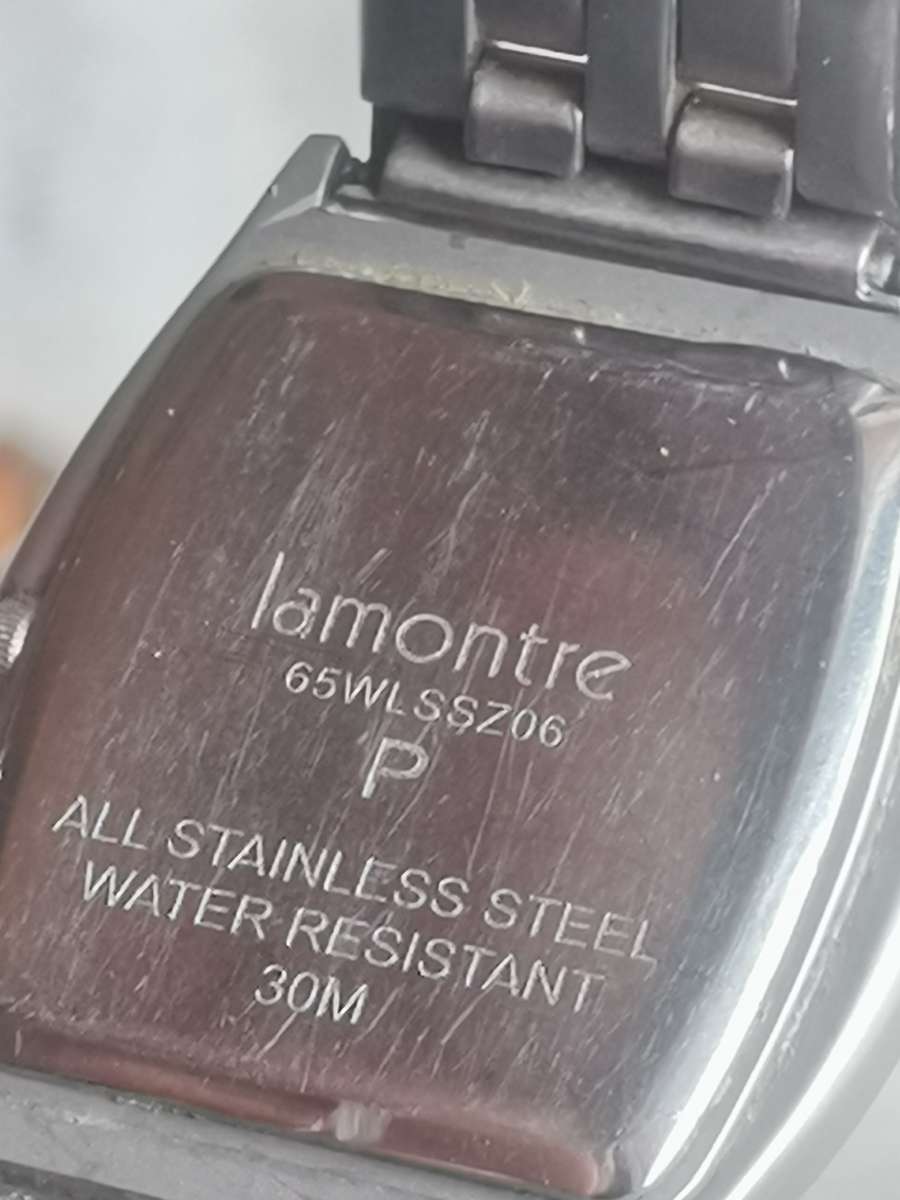 lamontre
65WLSSZ06
P
ALL STAINLESS STEEL
WATER RESISTANT
30M